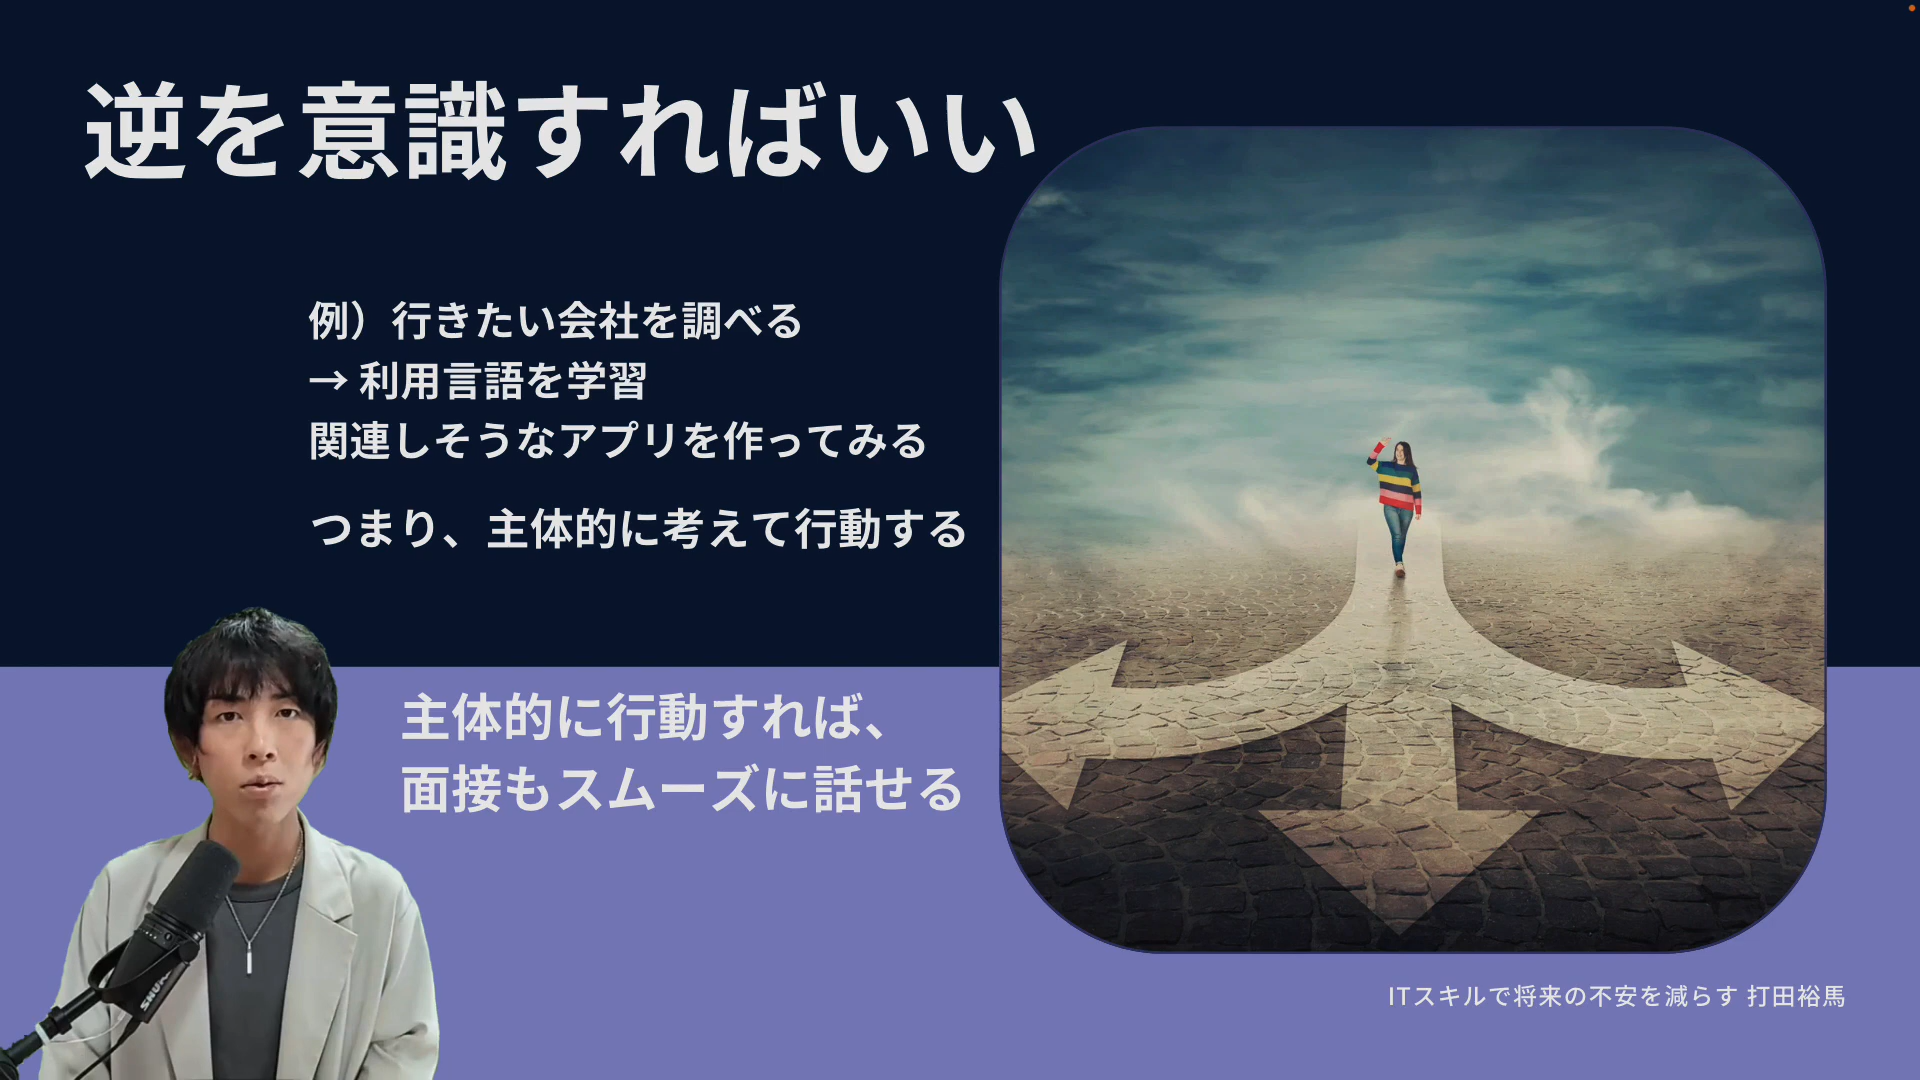 逆を意識すればいい
例）行きたい会社を調べる
→ 利用言語を学習
関連しそうなアプリを作ってみる
つまり、主体的に考えて行動する
主体的に行動すれば、
面接もスムーズに話せる
SHURE
ITスキルで将来の不安を減らす 打田裕馬